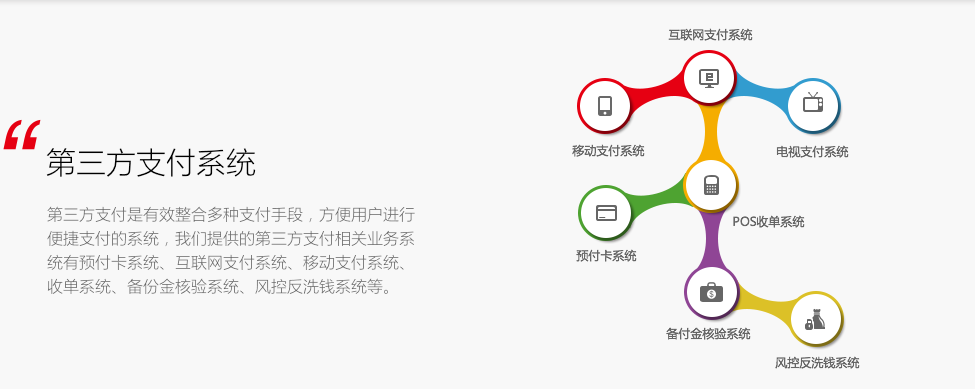 第三方支付系统
第三方支付是有效整合多种支付手段，方便用户进行
便捷支付的系统，我们提供的第三方支付相关业务系
统有预付卡系统、互联网支付系统、移动支付系统、
收单系统、备份金核验系统、风控反洗钱系统等。
互联网支付系统
移动支付系统
电视支付系统
POS收单系统
预付卡系统
备付金核验系统
风控反洗钱系统